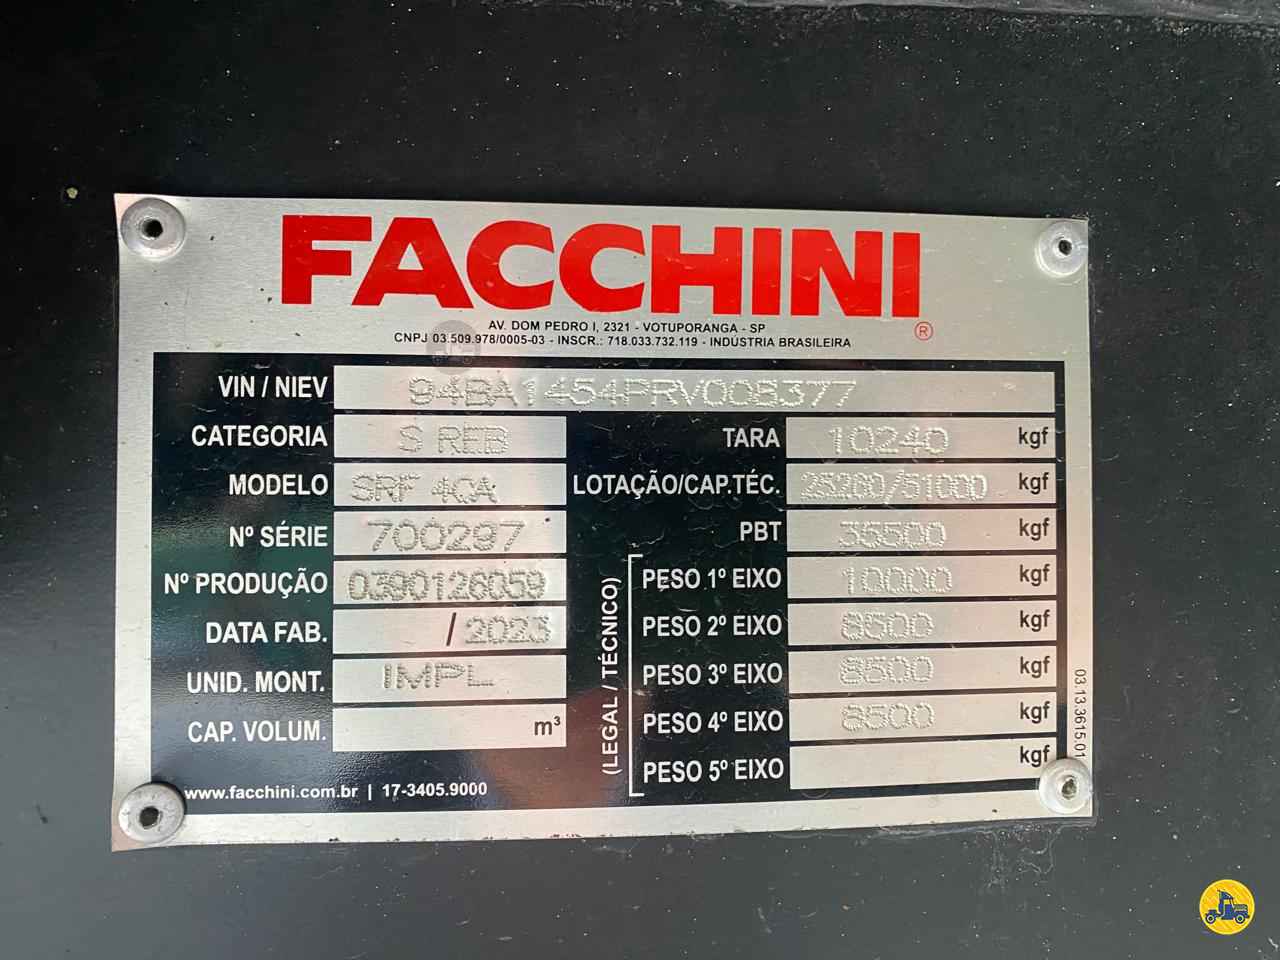 FACCHINI
®
AV. DOM PEDRO I, 2321 - VOTUPORANGA - SP
CNPJ 03.509.978/0005-03 - INSCR.: 718.033.732.119 - INDÚSTRIA BRASILEIRA
VIN / NIEV 94BA1454PRV008377
CATEGORIA S REB
MODELO SRF 4CA
Nº SÉRIE 700297
Nº PRODUÇÃO 0390126059
DATA FAB. / 2023
UNID. MONT. IMPL
CAP. VOLUM. m³
www.facchini.com.br | 17-3405.9000
TARA 10240 kgf
LOTAÇÃO/CAP.TÉC. 25260/51000 kgf
PBT 35500 kgf
(LEGAL / TÉCNICO)
PESO 1º EIXO 10000 kgf
PESO 2º EIXO 8500 kgf
PESO 3º EIXO 8500 kgf
PESO 4º EIXO 8500 kgf
PESO 5º EIXO kgf
03.13.3615.01